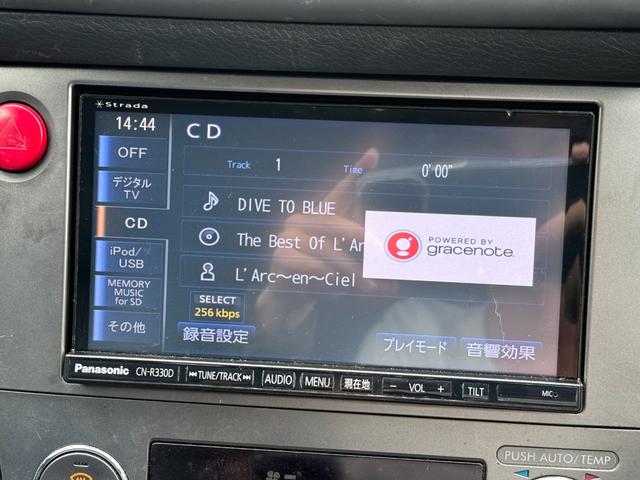 Strada
14:44
CD
OFF
Track 1 Time 0'00"
デジタル
TV
DIVE TO BLUE
CD
POWERED BY
gracenote.
The Best Of L'Ar
iPod/
USB
L'Arc～en～Ciel
MEMORY
MUSIC
for SD
SELECT
256 kbps
その他
録音設定
プレイモード
音響効果
Panasonic CN-R330D TUNE/TRACK AUDIO MENU 現在地 − VOL + TILT MIC
PUSH AUTO/TEMP